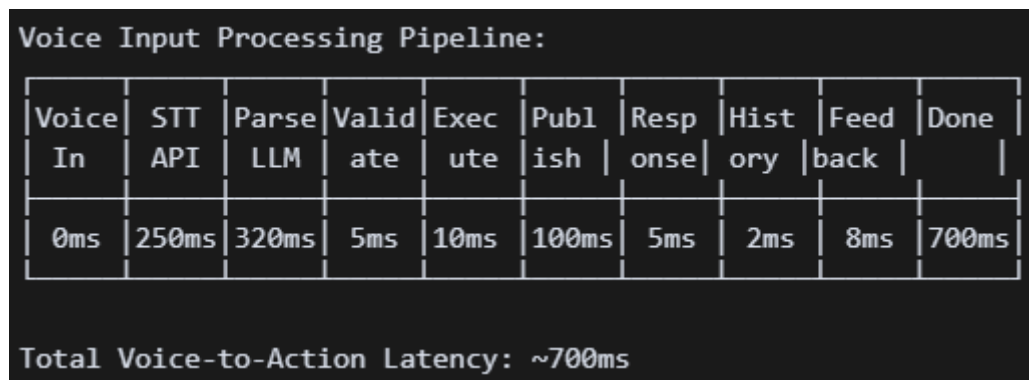 Voice Input Processing Pipeline:
|Voice| STT |Parse|Valid|Exec |Publ |Resp |Hist |Feed |Done |
| In | API | LLM | ate | ute |ish | onse| ory |back | |
| 0ms |250ms|320ms| 5ms |10ms |100ms| 5ms | 2ms | 8ms |700ms|
Total Voice-to-Action Latency: ~700ms